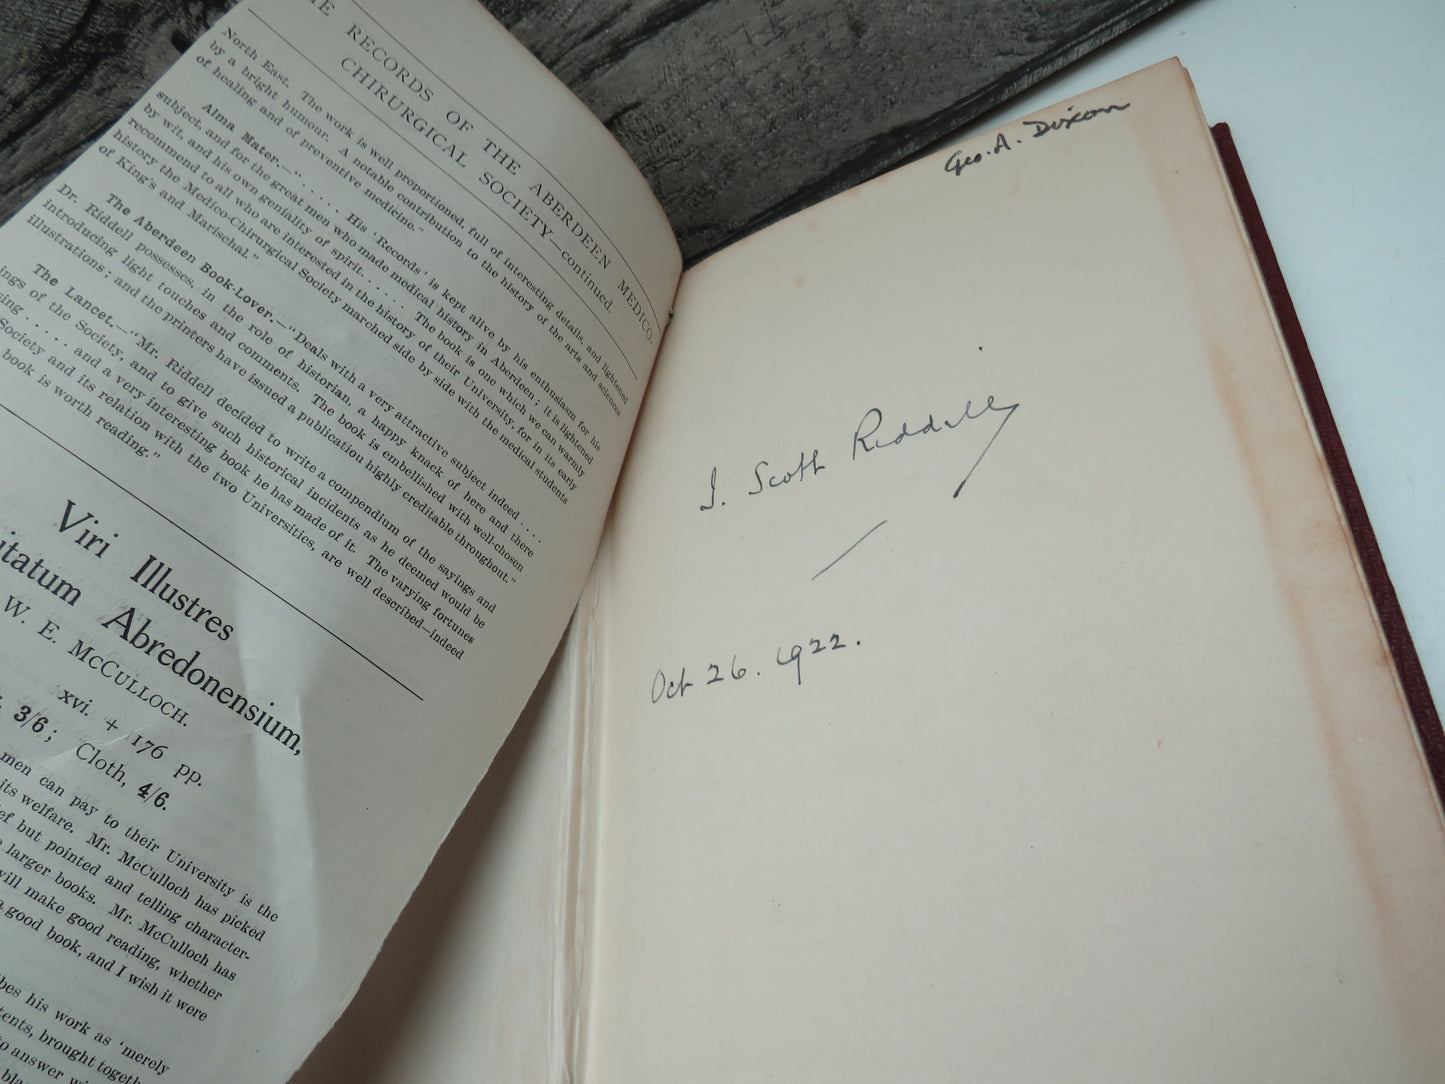 THE RECORDS OF THE ABERDEEN MEDICO.
CHIRURGICAL SOCIETY—continued.
North East. The work is well proportioned, full of interesting details, and lightened
by a bright humour. A notable contribution to the history of the arts and sciences
of healing and of preventive medicine."
Alma Mater.—"..... His 'Records' is kept alive by his enthusiasm for his
subject, and for the great men who made medical history in Aberdeen; it is lightened
by wit, and his own geniality of spirit....... The book is one which we can warmly
recommend to all who are interested in the history of their University, for in its early
history the Medico-Chirurgical Society marched side by side with the medical students
of King's and Marischal."
The Aberdeen Book-Lover.—"Deals with a very attractive subject indeed....
Dr. Riddell possesses, in the role of historian, a happy knack of here and there
introducing light touches and comments. The book is embellished with well-chosen
illustrations; and the printers have issued a publication highly creditable throughout."
The Lancet.—"Mr. Riddell decided to write a compendium of the sayings and
ings of the Society, and to give such historical incidents as he deemed would be
sing .... and a very interesting book he has made of it. The varying fortunes
Society and its relation with the two Universities, are well described—indeed
book is worth reading."
Viri Illustres
itatum Abredonensium,
W. E. McCULLOCH.
xvi. + 176 pp.
3/6; Cloth, 4/6.
men can pay to their University is the
its welfare. Mr. McCulloch has picked
ef but pointed and telling character-
larger books. Mr. McCulloch has
will make good reading, whether
a good book, and I wish it were
bes his work as 'merely
tents, brought togeth
to answer wi
Geo. A. Dixon
J. Scott Riddell
Oct 26. 1922.